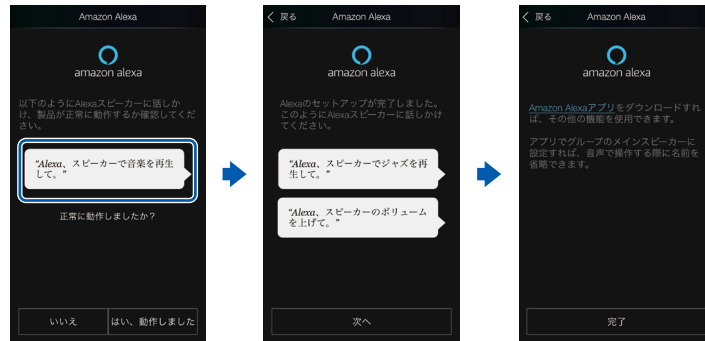 Amazon Alexa
amazon alexa
以下のようにAlexaスピーカーに話しか
け、製品が正常に動作するか確認してくだ
さい。
“Alexa、スピーカーで音楽を再生
して。”
正常に動作しましたか？
いいえ
はい、動作しました
戻る
Amazon Alexa
amazon alexa
Alexaのセットアップが完了しました。
このようにAlexaスピーカーに話しかけ
てください。
“Alexa、スピーカーでジャズを再
生して。”
“Alexa、スピーカーのボリューム
を上げて。”
次へ
戻る
Amazon Alexa
amazon alexa
Amazon Alexaアプリをダウンロードすれ
ば、その他の機能を使用できます。
アプリでグループのメインスピーカーに
設定すれば、音声で操作する際に名前を
省略できます。
完了